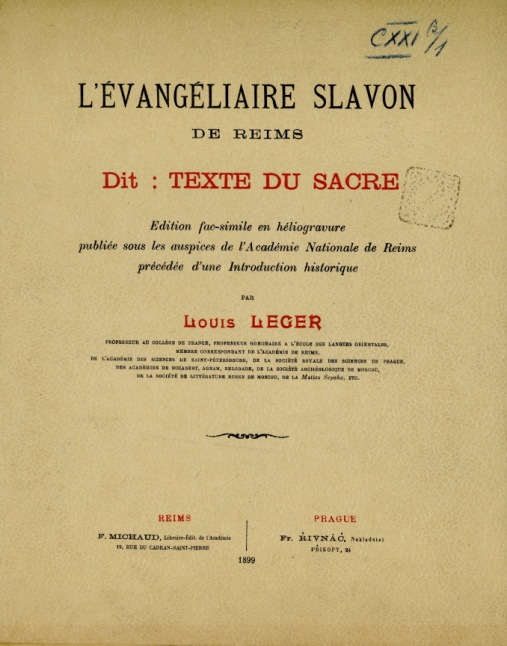 CXXI B/1
L'ÉVANGÉLIAIRE SLAVON
DE REIMS
Dit : TEXTE DU SACRE
Edition fac-simile en héliogravure
publiée sous les auspices de l'Académie Nationale de Reims
précédée d'une Introduction historique
PAR
Louis LEGER
PROFESSEUR AU COLLÈGE DE FRANCE, PROFESSEUR HONORAIRE A L'ÉCOLE DES LANGUES ORIENTALES,
MEMBRE CORRESPONDANT DE L'ACADÉMIE DE REIMS,
DE L'ACADÉMIE DES SCIENCES DE SAINT-PÉTERSBOURG, DE LA SOCIÉTÉ ROYALE DES SCIENCES DE PRAGUE,
DES ACADÉMIES DE BUCAREST, AGRAM, BELGRADE, DE LA SOCIÉTÉ ARCHÉOLOGIQUE DE MOSCOU,
DE LA SOCIÉTÉ DE LITTÉRATURE RUSSE DE MOSCOU, DE LA Matica Srpska, ETC.
REIMS
F. MICHAUD, Libraire-Édit. de l'Académie
19, RUE DU CADRAN-SAINT-PIERRE
PRAGUE
Fr. ŘIVNÁČ, Nakladatel
PŘIKOPY, 24
1899